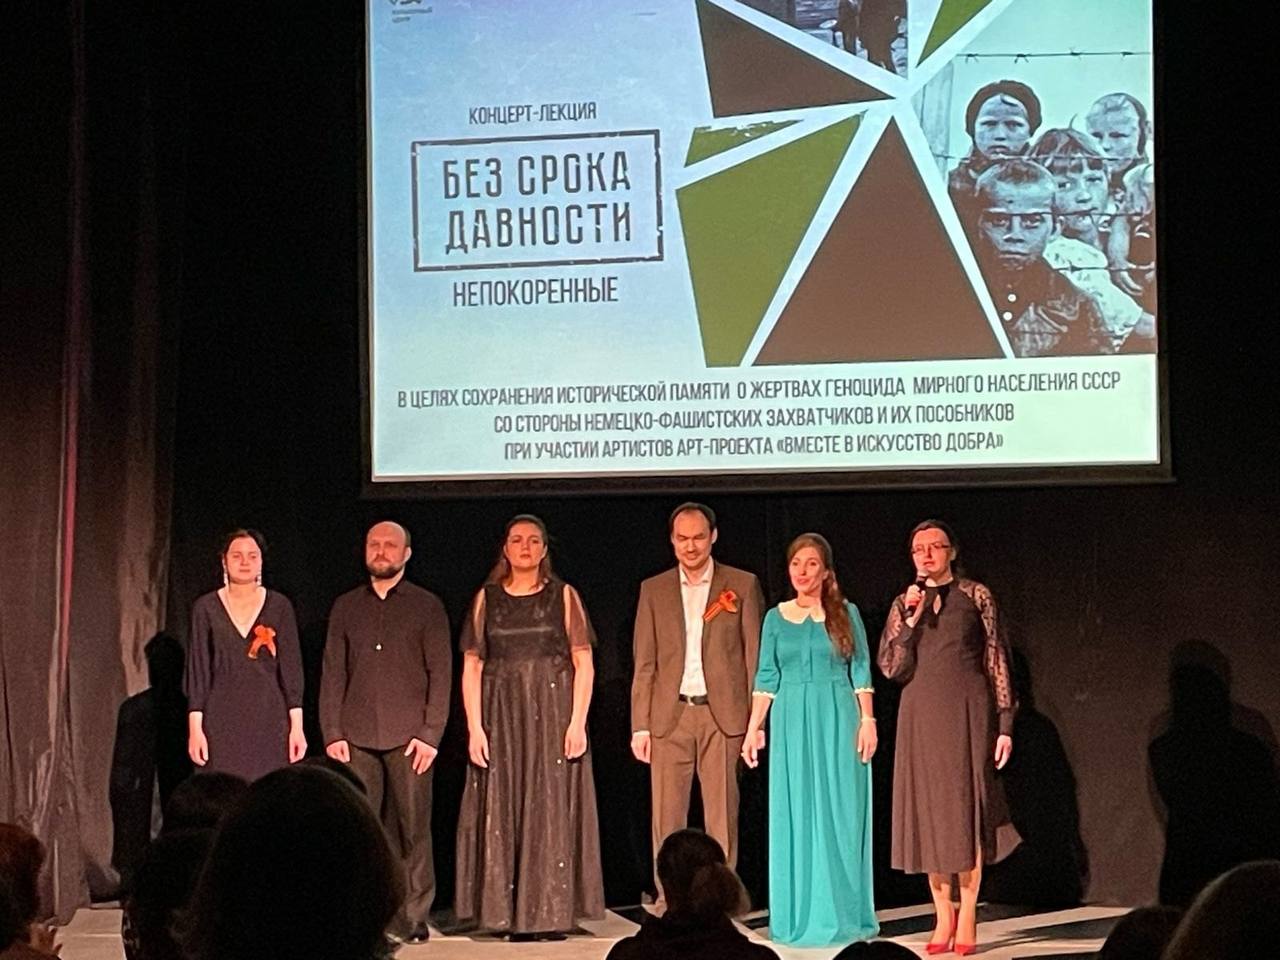 КОНЦЕРТ-ЛЕКЦИЯ
БЕЗ СРОКА
ДАВНОСТИ
НЕПОКОРЕННЫЕ
В ЦЕЛЯХ СОХРАНЕНИЯ ИСТОРИЧЕСКОЙ ПАМЯТИ О ЖЕРТВАХ ГЕНОЦИДА МИРНОГО НАСЕЛЕНИЯ СССР
СО СТОРОНЫ НЕМЕЦКО-ФАШИСТСКИХ ЗАХВАТЧИКОВ И ИХ ПОСОБНИКОВ
ПРИ УЧАСТИИ АРТИСТОВ АРТ-ПРОЕКТА «ВМЕСТЕ В ИСКУССТВО ДОБРА»